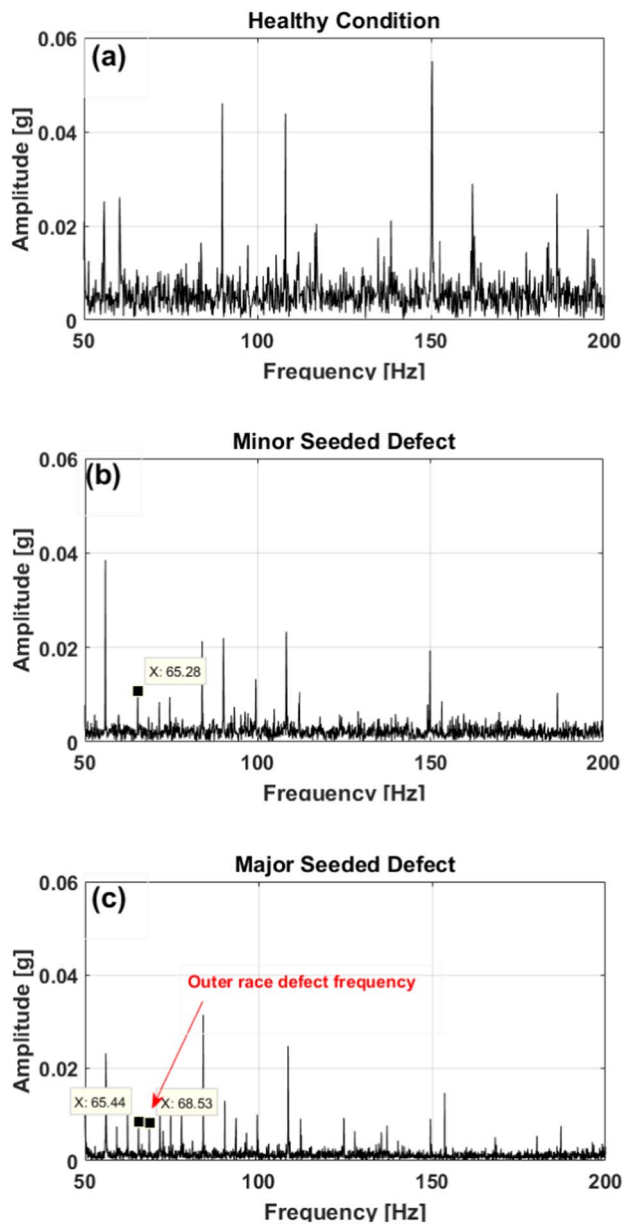 Healthy Condition
(a)
0.06
0.04
0.02
0
Amplitude [g]
50 100 150 200
Frequency [Hz]
Minor Seeded Defect
(b)
0.06
0.04
0.02
0
Amplitude [g]
X: 65.28
50 100 150 200
Frequency [Hz]
Major Seeded Defect
(c)
0.06
0.04
0.02
0
Amplitude [g]
Outer race defect frequency
X: 65.44 X: 68.53
50 100 150 200
Frequency [Hz]